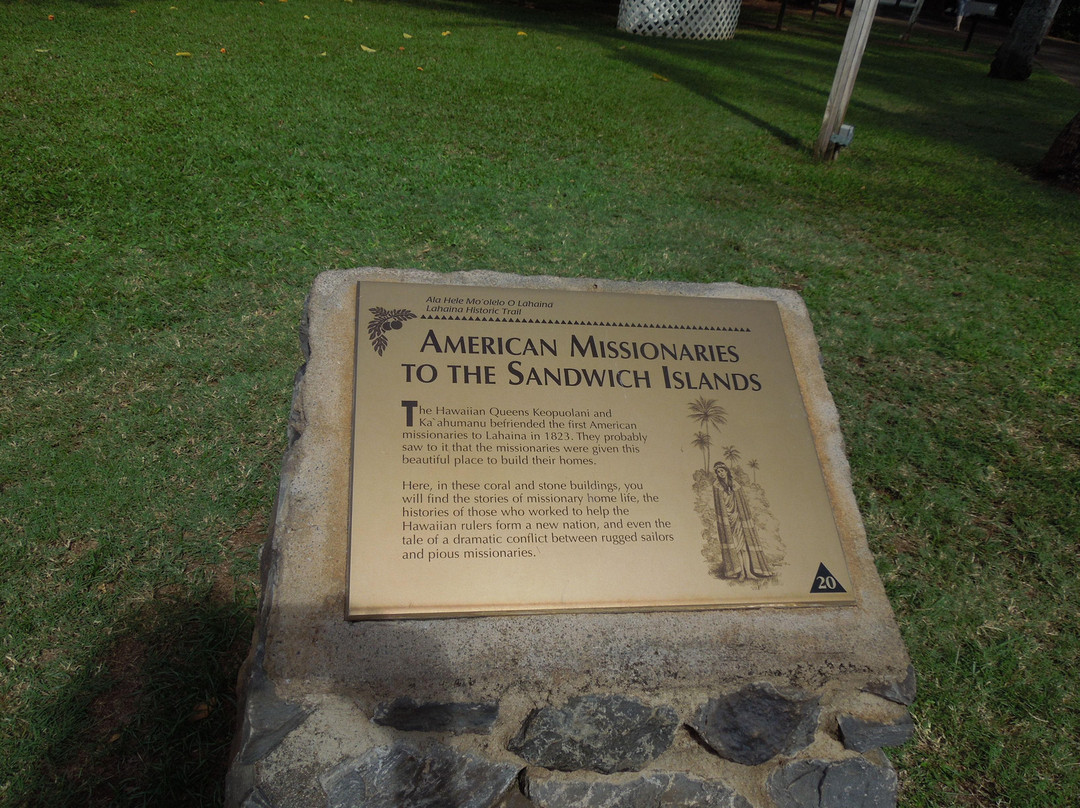 Ala Hele Mo`olelo O Lahaina
Lahaina Historic Trail
AMERICAN MISSIONARIES
TO THE SANDWICH ISLANDS
The Hawaiian Queens Keopuolani and
Ka`ahumanu befriended the first American
missionaries to Lahaina in 1823. They probably
saw to it that the missionaries were given this
beautiful place to build their homes.
Here, in these coral and stone buildings, you
will find the stories of missionary home life, the
histories of those who worked to help the
Hawaiian rulers form a new nation, and even the
tale of a dramatic conflict between rugged sailors
and pious missionaries.
20